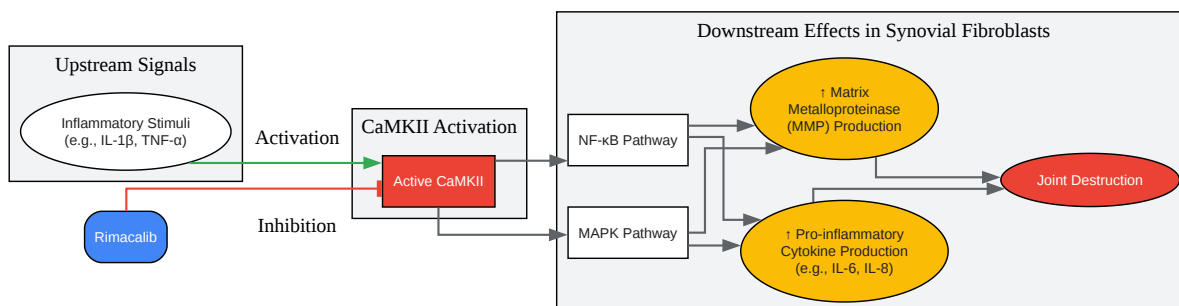 Upstream Signals
Inflammatory Stimuli
(e.g., IL-1β, TNF-α)
Rimacalib
Activation
Inhibition
CaMKII Activation
Active CaMKII
Downstream Effects in Synovial Fibroblasts
NF-κB Pathway
MAPK Pathway
↑ Matrix
Metalloproteinase
(MMP) Production
↑ Pro-inflammatory
Cytokine Production
(e.g., IL-6, IL-8)
Joint Destruction